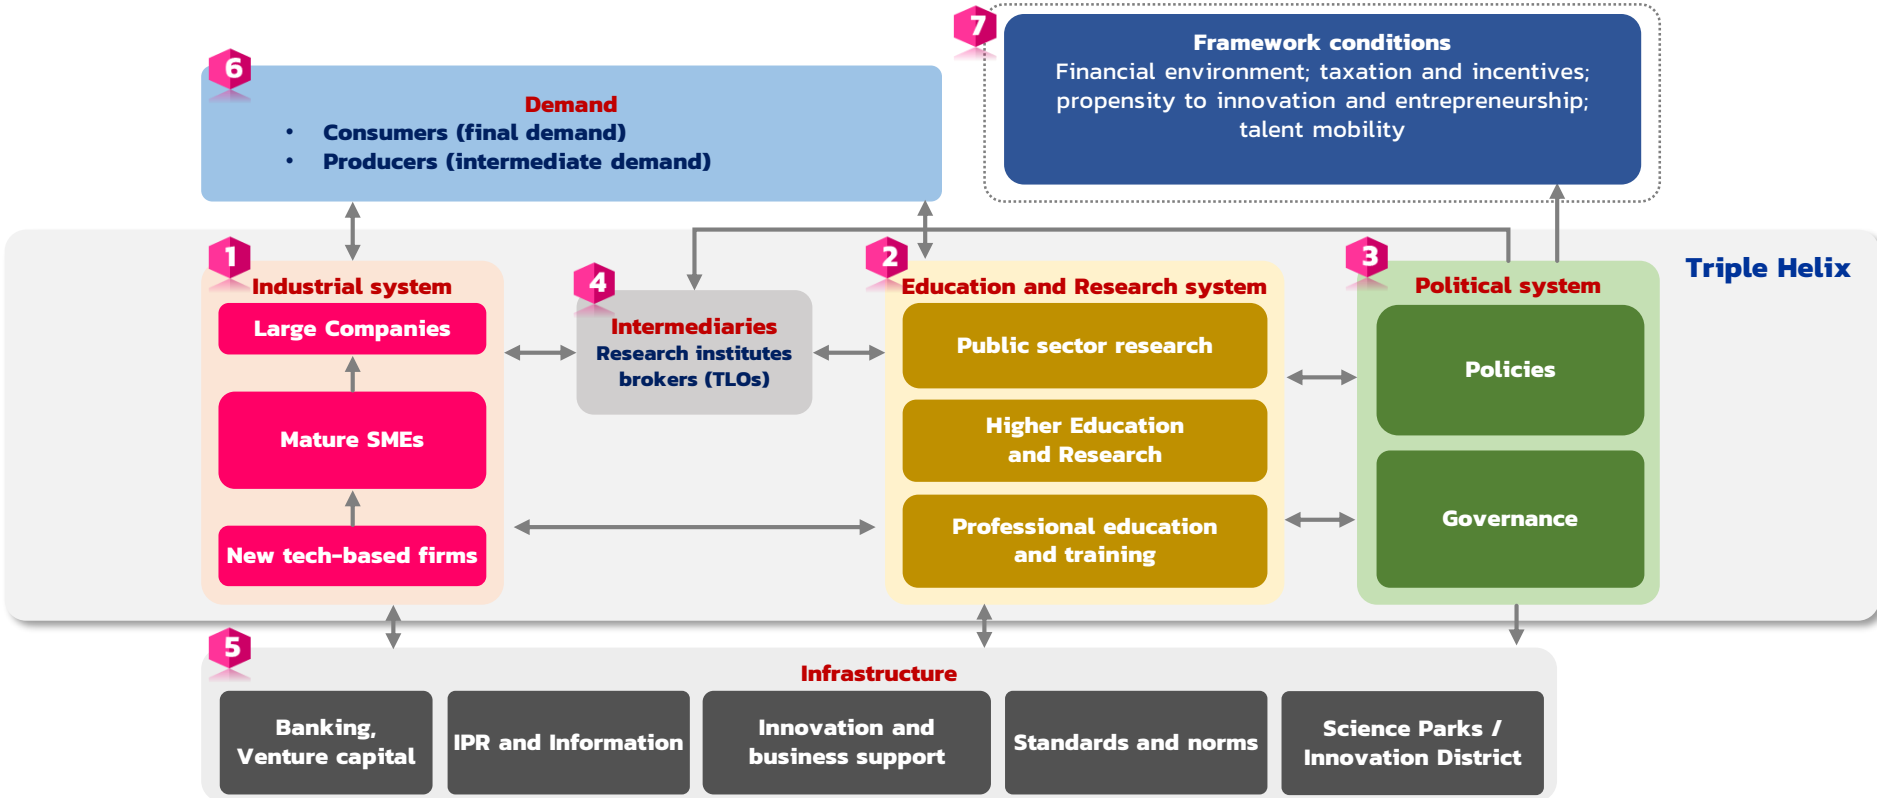 7
Framework conditions
Financial environment; taxation and incentives;
propensity to innovation and entrepreneurship;
talent mobility
6
Demand
• Consumers (final demand)
• Producers (intermediate demand)
Triple Helix
1
Industrial system
Large Companies
Mature SMEs
New tech-based firms
4
Intermediaries
Research institutes
brokers (TLOs)
2
Education and Research system
Public sector research
Higher Education
and Research
Professional education
and training
3
Political system
Policies
Governance
5
Infrastructure
Banking,
Venture capital
IPR and Information
Innovation and
business support
Standards and norms
Science Parks /
Innovation District